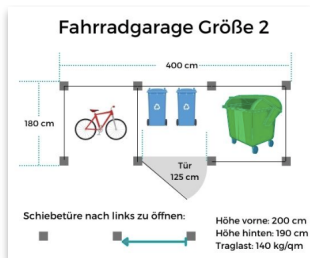 Fahrradgarage Größe 2
400 cm
180 cm
Tür
125 cm
Schiebetüre nach links zu öffnen:
Höhe vorne: 200 cm
Höhe hinten: 190 cm
Traglast: 140 kg/qm